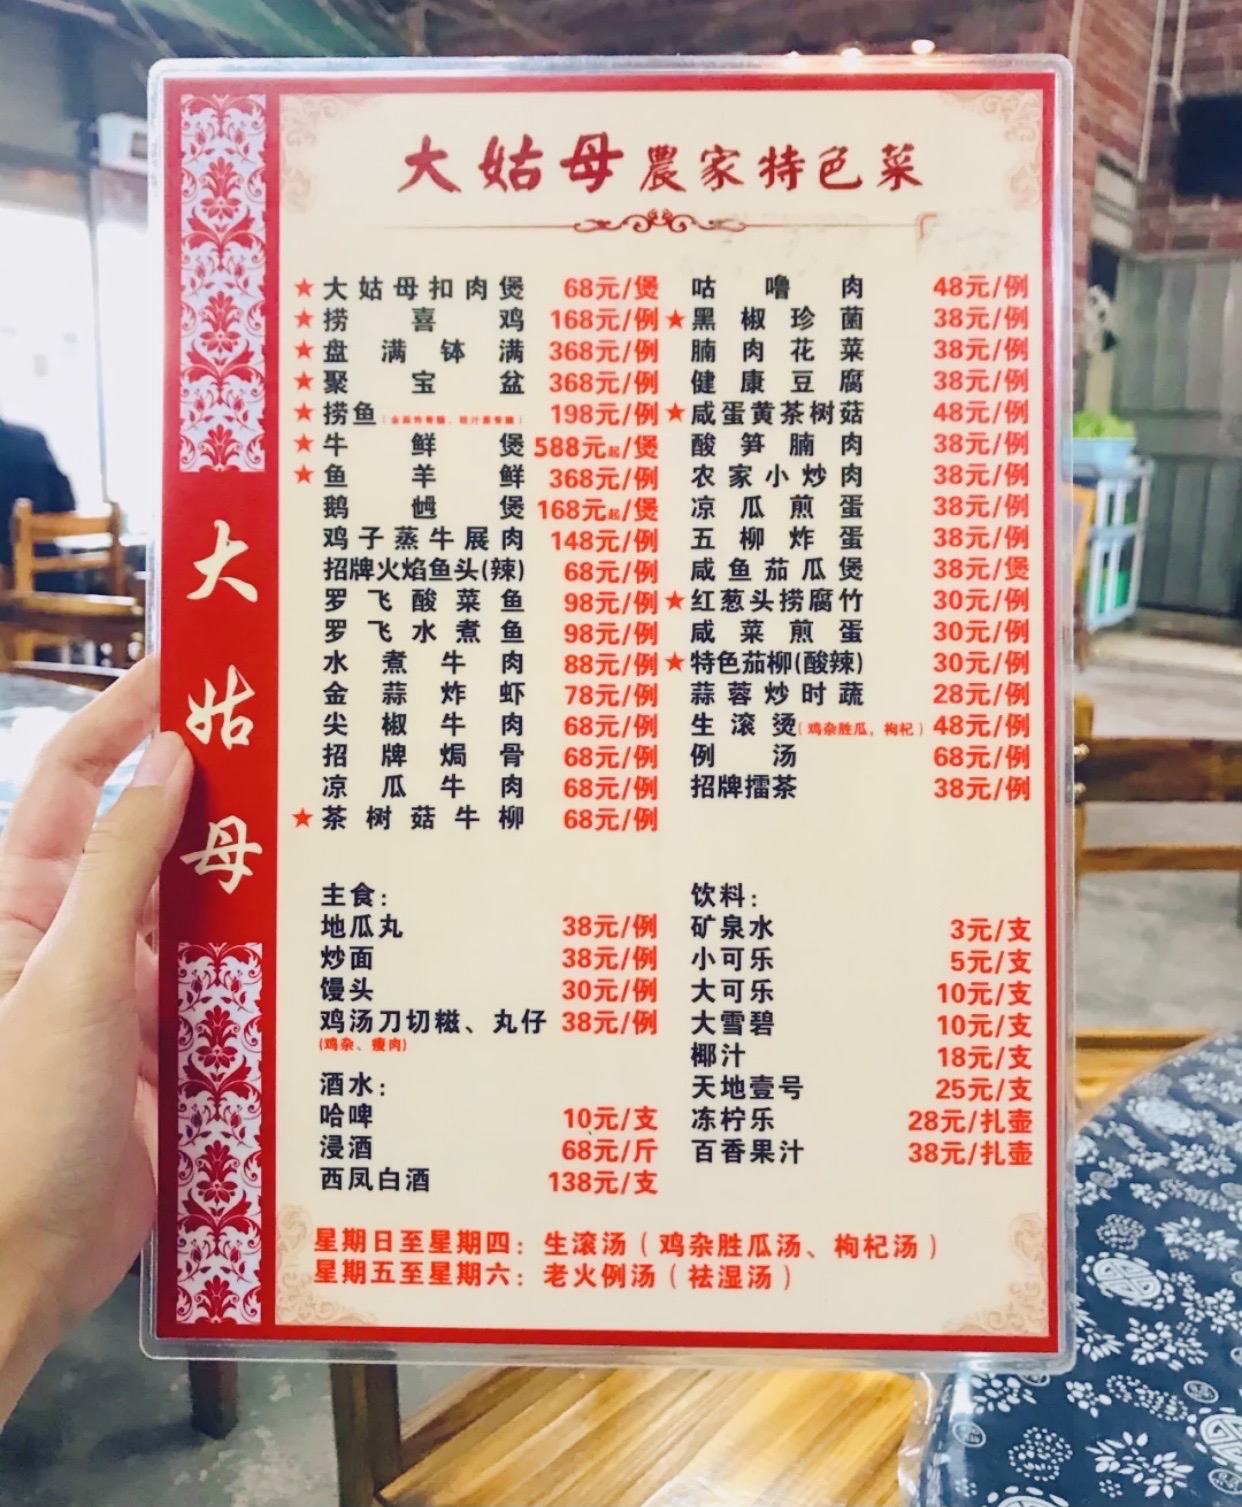 大姑母農家特色菜
大姑母
★大姑母扣肉煲 68元/煲
★捞喜鸡 168元/例
★盘满钵满 368元/例
★聚宝盆 368元/例
★捞鱼 198元/例
★牛鲜煲 588元起/煲
★鱼羊鲜 368元/例
鹅乸煲 168元起/煲
鸡子蒸牛展肉 148元/例
招牌火焰鱼头(辣) 68元/例
罗飞酸菜鱼 98元/例
罗飞水煮鱼 98元/例
水煮牛肉 88元/例
金蒜炸虾 78元/例
尖椒牛肉 68元/例
招牌焗骨 68元/例
凉瓜牛肉 68元/例
★茶树菇牛柳 68元/例
咕噜肉 48元/例
★黑椒珍菌 38元/例
腩肉花菜 38元/例
健康豆腐 38元/例
★咸蛋黄茶树菇 48元/例
酸笋腩肉 38元/例
农家小炒肉 38元/例
凉瓜煎蛋 38元/例
五柳炸蛋 38元/例
咸鱼茄瓜煲 38元/煲
★红葱头捞腐竹 30元/例
咸菜煎蛋 30元/例
★特色茄柳(酸辣) 30元/例
蒜蓉炒时蔬 28元/例
生滚烫(鸡杂胜瓜，枸杞) 48元/例
例汤 68元/例
招牌擂茶 38元/例
主食：
地瓜丸 38元/例
炒面 38元/例
馒头 30元/例
鸡汤刀切糍、丸仔 38元/例
(鸡杂、瘦肉)
酒水：
哈啤 10元/支
浸酒 68元/斤
西凤白酒 138元/支
饮料：
矿泉水 3元/支
小可乐 5元/支
大可乐 10元/支
大雪碧 10元/支
椰汁 18元/支
天地壹号 25元/支
冻柠乐 28元/扎壶
百香果汁 38元/扎壶
星期日至星期四：生滚汤（鸡杂胜瓜汤、枸杞汤）
星期五至星期六：老火例汤（祛湿汤）